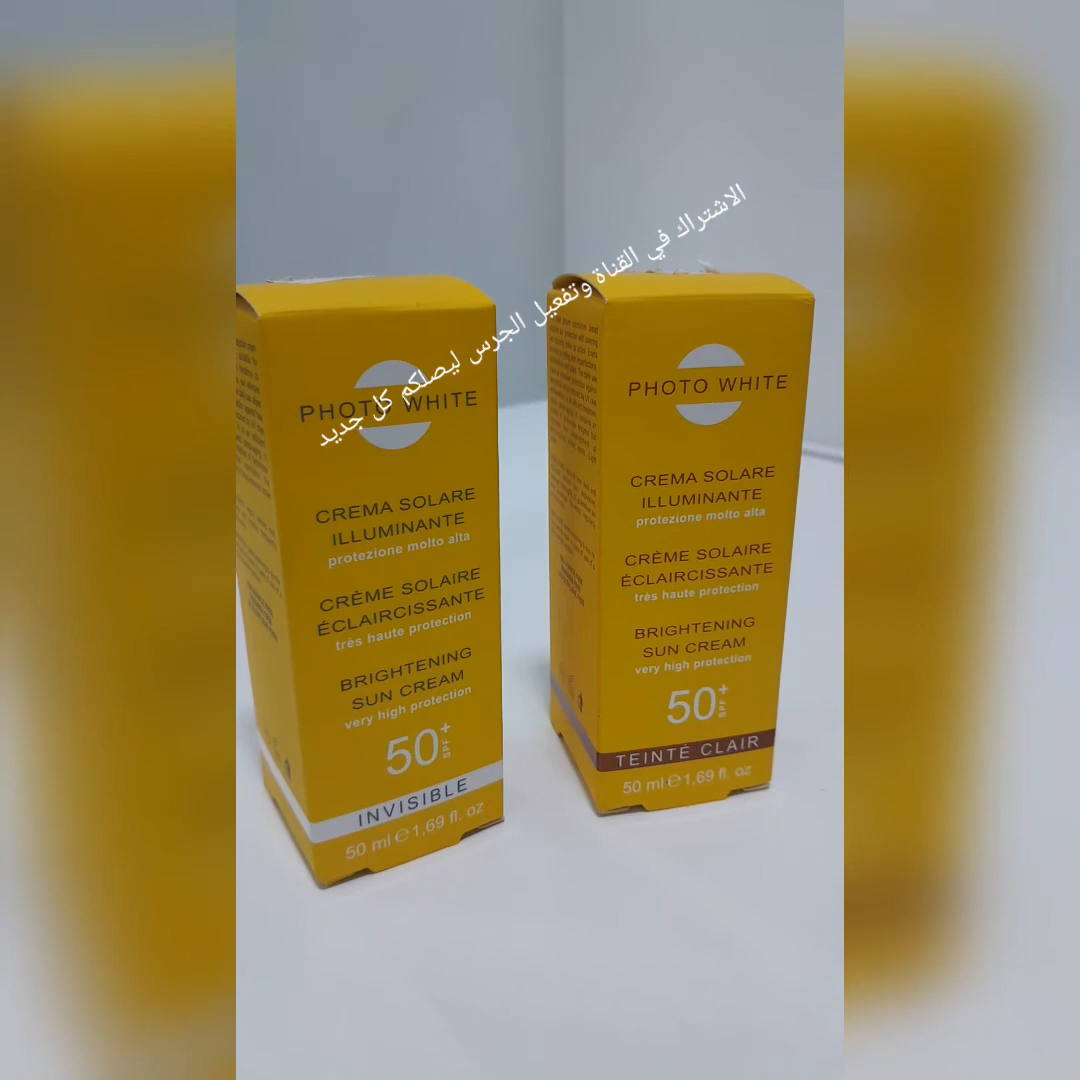 الاشتراك في القناة وتفعيل الجرس ليصلكم كل جديد
PHOTO WHITE
CREMA SOLARE
ILLUMINANTE
protezione molto alta
CRÈME SOLAIRE
ÉCLAIRCISSANTE
très haute protection
BRIGHTENING
SUN CREAM
very high protection
50+ SPF
INVISIBLE
50 ml e 1,69 fl. oz
PHOTO WHITE
CREMA SOLARE
ILLUMINANTE
protezione molto alta
CRÈME SOLAIRE
ÉCLAIRCISSANTE
très haute protection
BRIGHTENING
SUN CREAM
very high protection
50+ SPF
TEINTÉ CLAIR
50 ml e 1,69 fl. oz